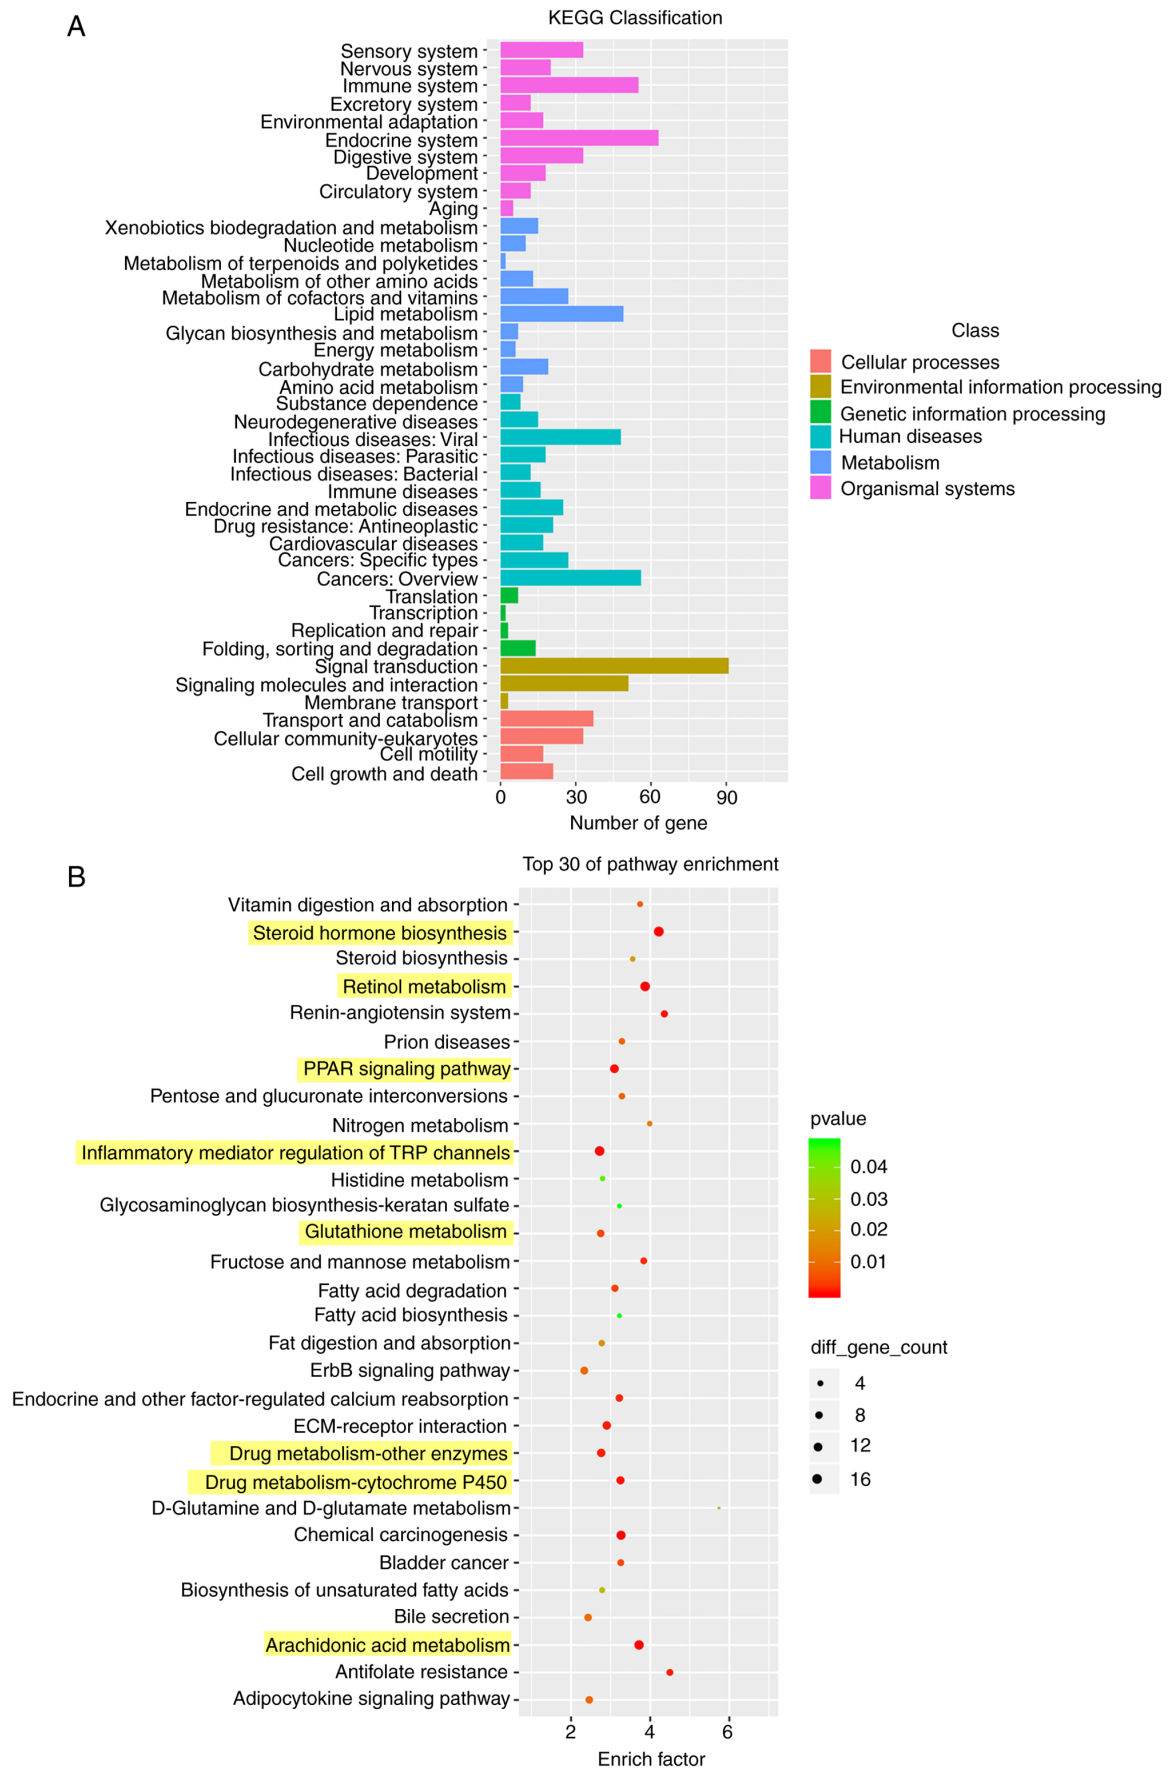 A
KEGG Classification
Sensory system
Nervous system
Immune system
Excretory system
Environmental adaptation
Endocrine system
Digestive system
Development
Circulatory system
Aging
Xenobiotics biodegradation and metabolism
Nucleotide metabolism
Metabolism of terpenoids and polyketides
Metabolism of other amino acids
Metabolism of cofactors and vitamins
Lipid metabolism
Glycan biosynthesis and metabolism
Energy metabolism
Carbohydrate metabolism
Amino acid metabolism
Substance dependence
Neurodegenerative diseases
Infectious diseases: Viral
Infectious diseases: Parasitic
Infectious diseases: Bacterial
Immune diseases
Endocrine and metabolic diseases
Drug resistance: Antineoplastic
Cardiovascular diseases
Cancers: Specific types
Cancers: Overview
Translation
Transcription
Replication and repair
Folding, sorting and degradation
Signal transduction
Signaling molecules and interaction
Membrane transport
Transport and catabolism
Cellular community-eukaryotes
Cell motility
Cell growth and death
0 30 60 90
Number of gene
Class
Cellular processes
Environmental information processing
Genetic information processing
Human diseases
Metabolism
Organismal systems
B
Top 30 of pathway enrichment
Vitamin digestion and absorption
Steroid hormone biosynthesis
Steroid biosynthesis
Retinol metabolism
Renin-angiotensin system
Prion diseases
PPAR signaling pathway
Pentose and glucuronate interconversions
Nitrogen metabolism
Inflammatory mediator regulation of TRP channels
Histidine metabolism
Glycosaminoglycan biosynthesis-keratan sulfate
Glutathione metabolism
Fructose and mannose metabolism
Fatty acid degradation
Fatty acid biosynthesis
Fat digestion and absorption
ErbB signaling pathway
Endocrine and other factor-regulated calcium reabsorption
ECM-receptor interaction
Drug metabolism-other enzymes
Drug metabolism-cytochrome P450
D-Glutamine and D-glutamate metabolism
Chemical carcinogenesis
Bladder cancer
Biosynthesis of unsaturated fatty acids
Bile secretion
Arachidonic acid metabolism
Antifolate resistance
Adipocytokine signaling pathway
2 4 6
Enrich factor
pvalue
0.04
0.03
0.02
0.01
diff_gene_count
4
8
12
16